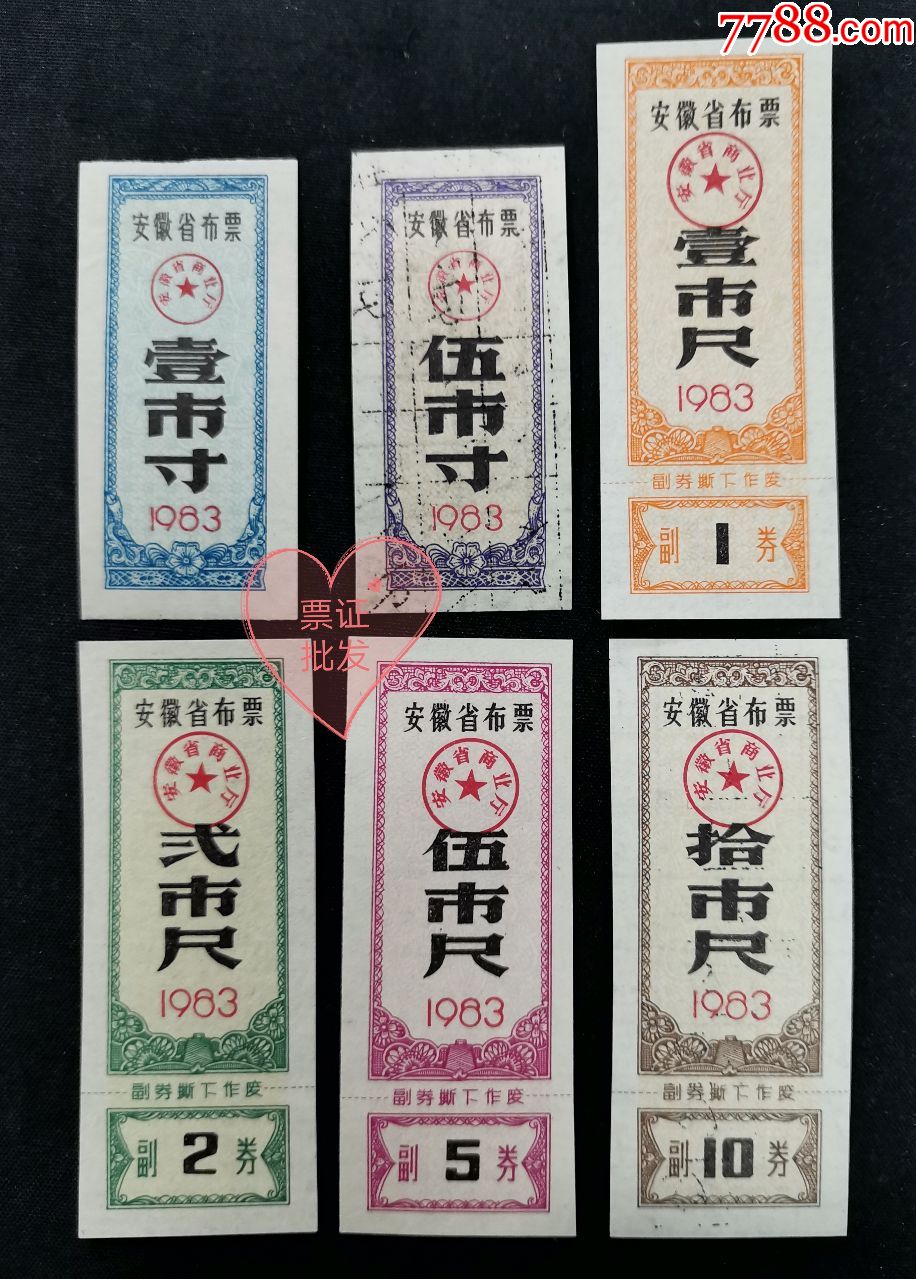 7788.com
安徽省布票
安徽省商业厅
壹市寸
1983
安徽省布票
安徽省商业厅
伍市寸
1983
安徽省布票
安徽省商业厅
壹市尺
1983
副券撕下作废
副 1 券
票证
批发
安徽省布票
安徽省商业厅
弍市尺
1983
副券撕下作废
副 2 券
安徽省布票
安徽省商业厅
伍市尺
1983
副券撕下作废
副 5 券
安徽省布票
安徽省商业厅
拾市尺
1983
副券撕下作废
副 10 券